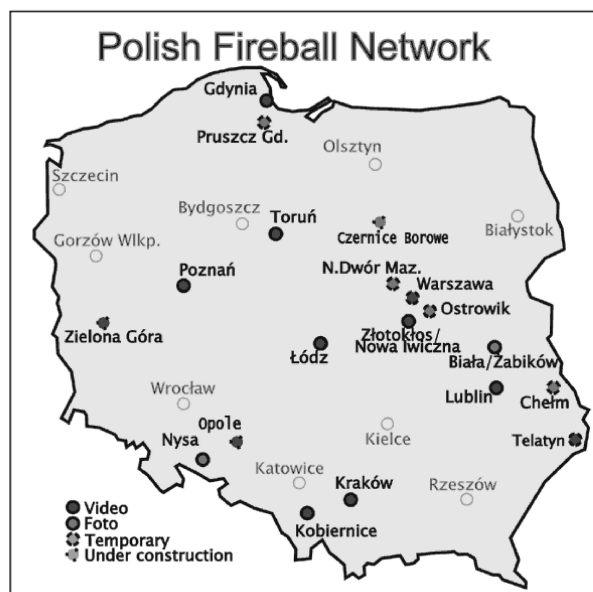 Polish Fireball Network
Gdynia
Pruszcz Gd.
Olsztyn
Szczecin
Bydgoszcz
Toruń
Białystok
Czernice Borowe
Gorzów Wlkp.
N.Dwór Maz.
Poznań
Warszawa
Ostrowik
Zielona Góra
Złotokłos/
Nowa Iwiczna
Łódz
Biała/Zabików
Wrocław
Lublin
Chełm
Opole
Nysa
Kielce
Telatyn
Katowice
Kraków
Rzeszów
Kobiernice
Video
Foto
Temporary
Under construction